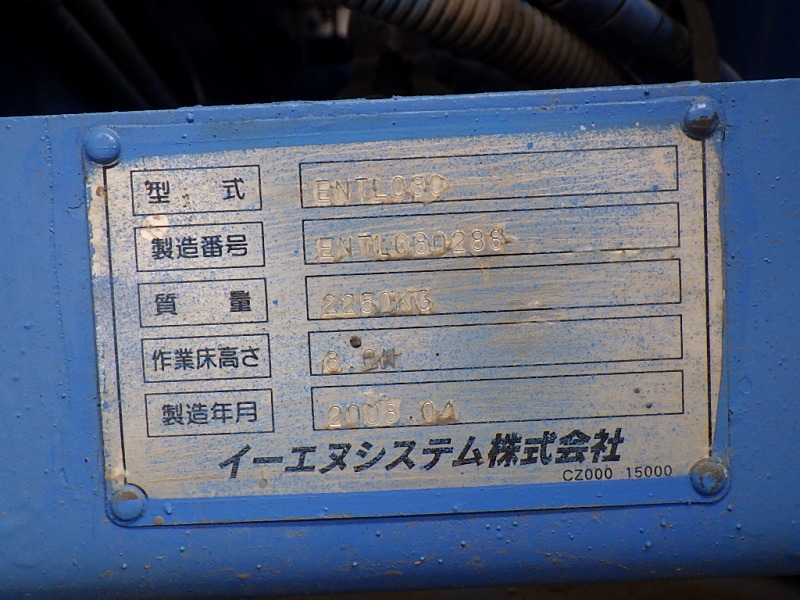 型 式 ENTL080
製造番号 ENTL080288
質 量 2250KG
作業床高さ 8.0M
製造年月 2008.04
イーエヌシステム株式会社
CZ000 15000